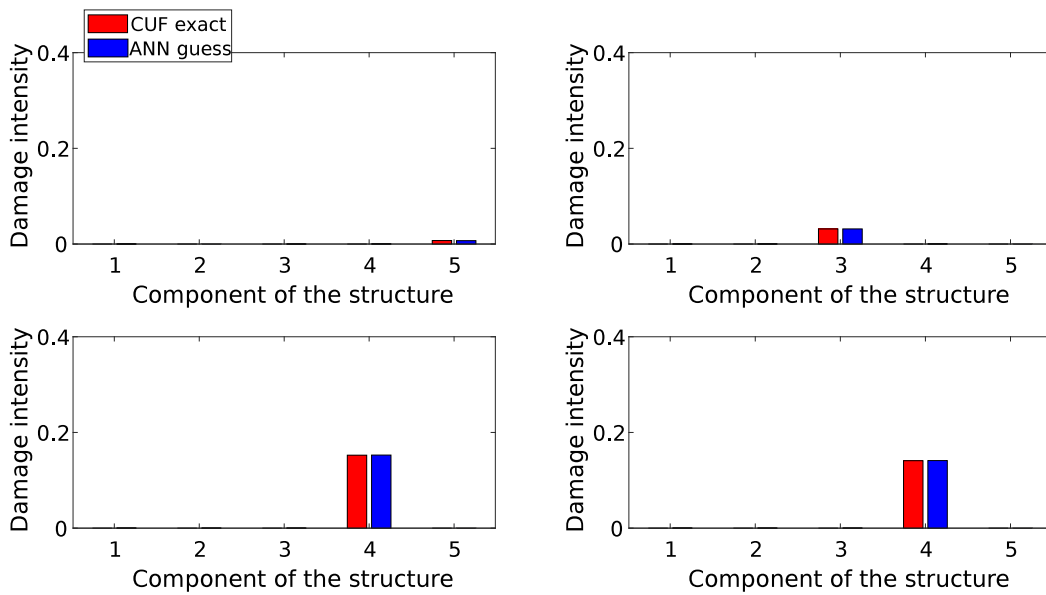 CUF exact
ANN guess
Damage intensity
0.4
0.2
0
1 2 3 4 5
Component of the structure
Damage intensity
0.4
0.2
0
1 2 3 4 5
Component of the structure
Damage intensity
0.4
0.2
0
1 2 3 4 5
Component of the structure
Damage intensity
0.4
0.2
0
1 2 3 4 5
Component of the structure